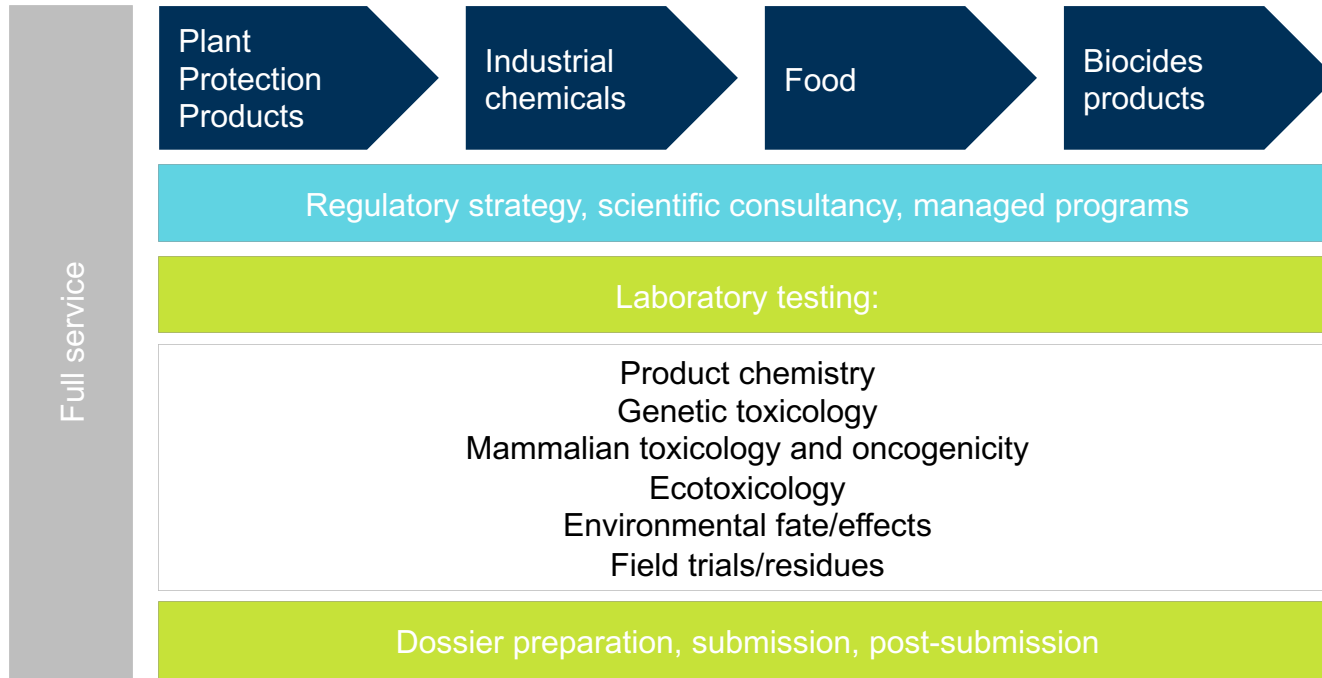 Plant
Protection
Products
Industrial
chemicals
Food
Biocides
products
Full service
Regulatory strategy, scientific consultancy, managed programs
Laboratory testing:
Product chemistry
Genetic toxicology
Mammalian toxicology and oncogenicity
Ecotoxicology
Environmental fate/effects
Field trials/residues
Dossier preparation, submission, post-submission